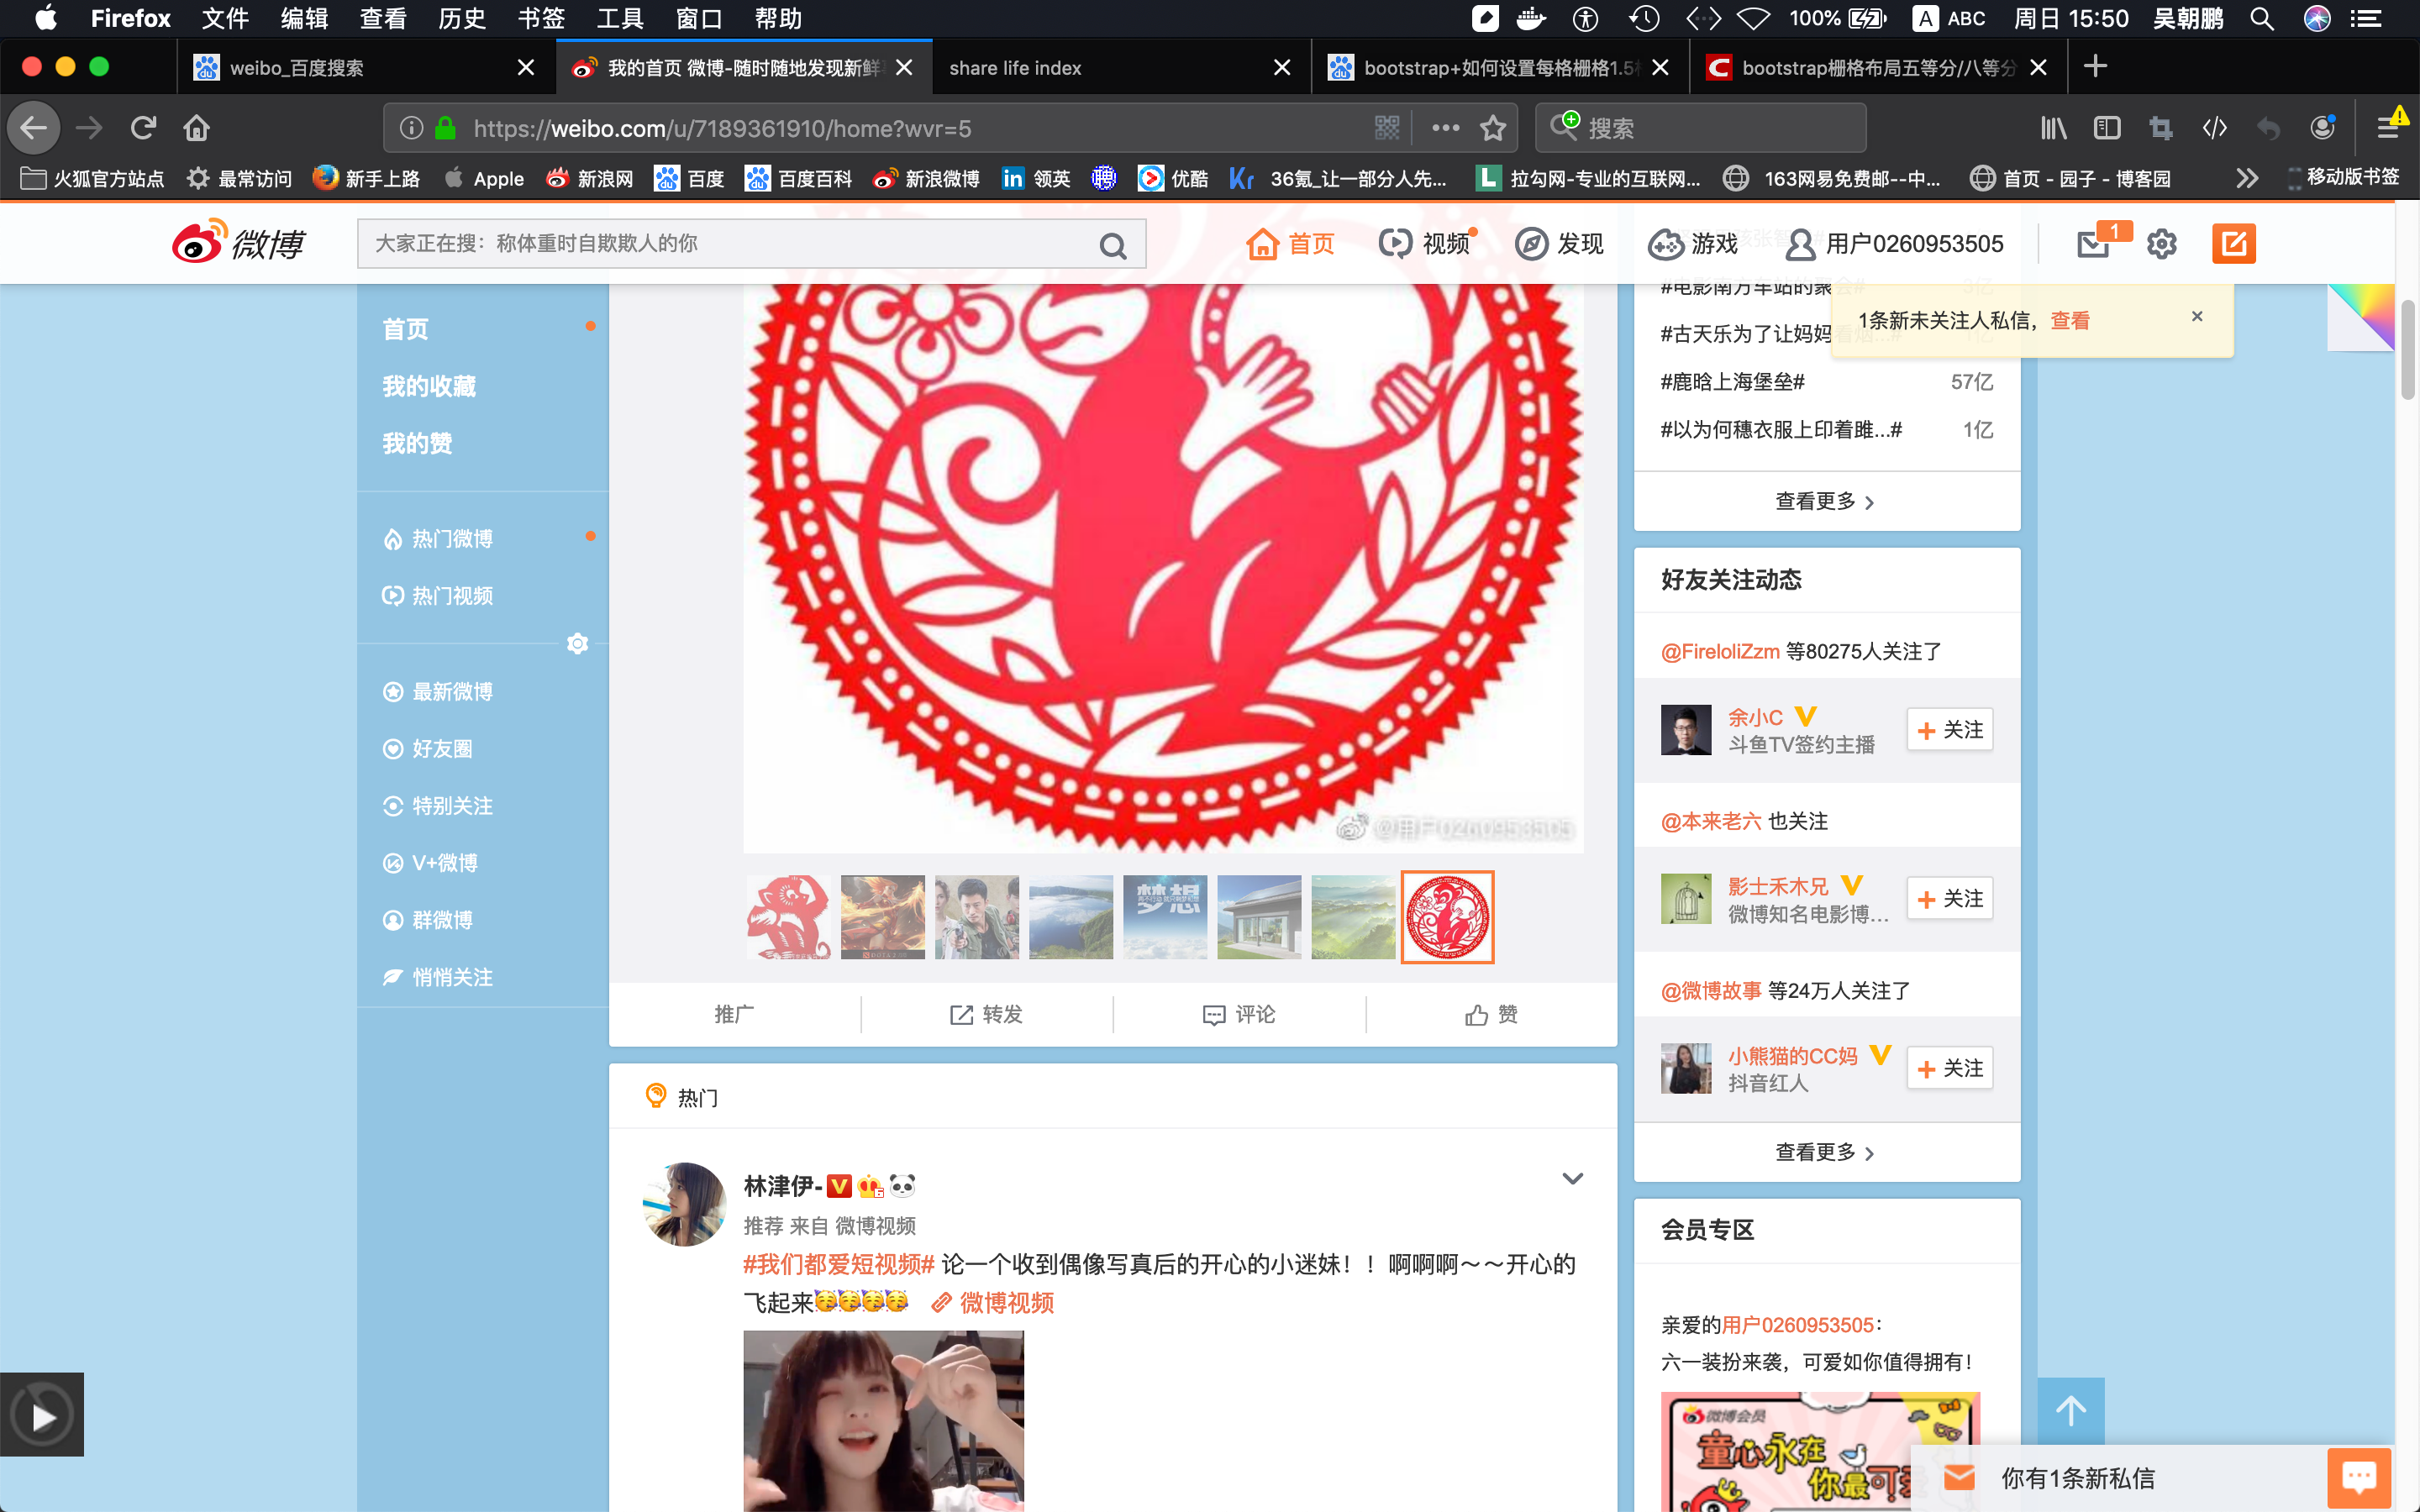 Firefox 文件 编辑 查看 历史 书签 工具 窗口 帮助 100% A ABC 周日 15:50 吴朝鹏
weibo_百度搜索
我的首页 微博-随时随地发现新鲜
share life index
bootstrap+如何设置每格栅格1.5
bootstrap栅格布局五等分/八等分
https://weibo.com/u/7189361910/home?wvr=5
搜索
火狐官方站点 最常访问 新手上路 Apple 新浪网 百度 百度百科 新浪微博 领英 优酷 36氪_让一部分人先... 拉勾网-专业的互联网... 163网易免费邮--中... 首页 - 园子 - 博客园 移动版书签
微博
大家正在搜：称体重时自欺欺人的你
首页 视频 发现 游戏 用户0260953505 1
首页
我的收藏
我的赞
热门微博
热门视频
最新微博
好友圈
特别关注
V+微博
群微博
悄悄关注
@用户0260953505
梦想
推广 转发 评论 赞
热门
林津伊-
推荐 来自 微博视频
#我们都爱短视频# 论一个收到偶像写真后的开心的小迷妹！！啊啊啊～～开心的
飞起来 微博视频
#电影南方车站的聚会#
1条新未关注人私信，查看
#古天乐为了让妈妈看烟...#
#鹿晗上海堡垒# 57亿
#以为何穗衣服上印着雎...# 1亿
查看更多
好友关注动态
@FireloliZzm 等80275人关注了
余小C
斗鱼TV签约主播
+ 关注
@本来老六 也关注
影士禾木兄
微博知名电影博...
+ 关注
@微博故事 等24万人关注了
小熊猫的CC妈
抖音红人
+ 关注
查看更多
会员专区
亲爱的用户0260953505：
六一装扮来袭，可爱如你值得拥有！
微博会员
童心永在
你最可爱
你有1条新私信